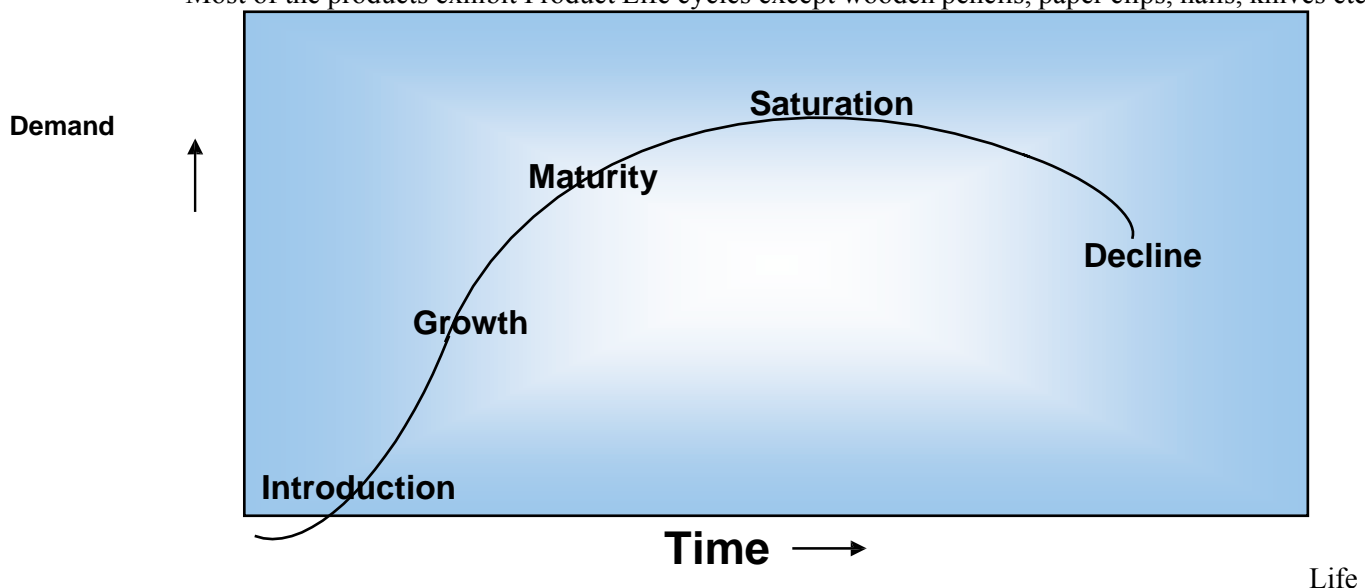 Most of the products exhibit Product Life cycles except wooden pencils, paper clips, nails, knives etc
Saturation
Demand
Maturity
Decline
Growth
Introduction
Time
Life